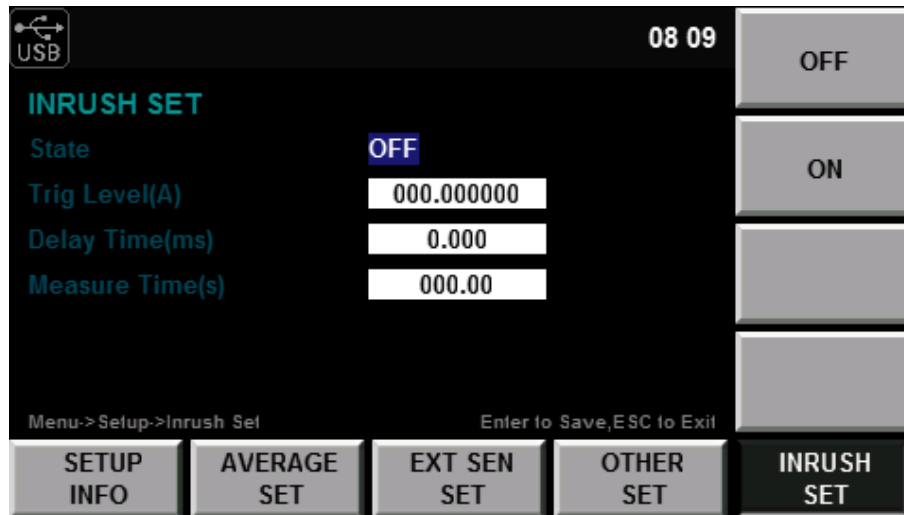 USB
08 09
OFF
INRUSH SET
State OFF
ON
Trig Level(A) 000.000000
Delay Time(ms) 0.000
Measure Time(s) 000.00
Menu->Setup->Inrush Set Enter to Save,ESC to Exit
SETUP INFO
AVERAGE SET
EXT SEN SET
OTHER SET
INRUSH SET